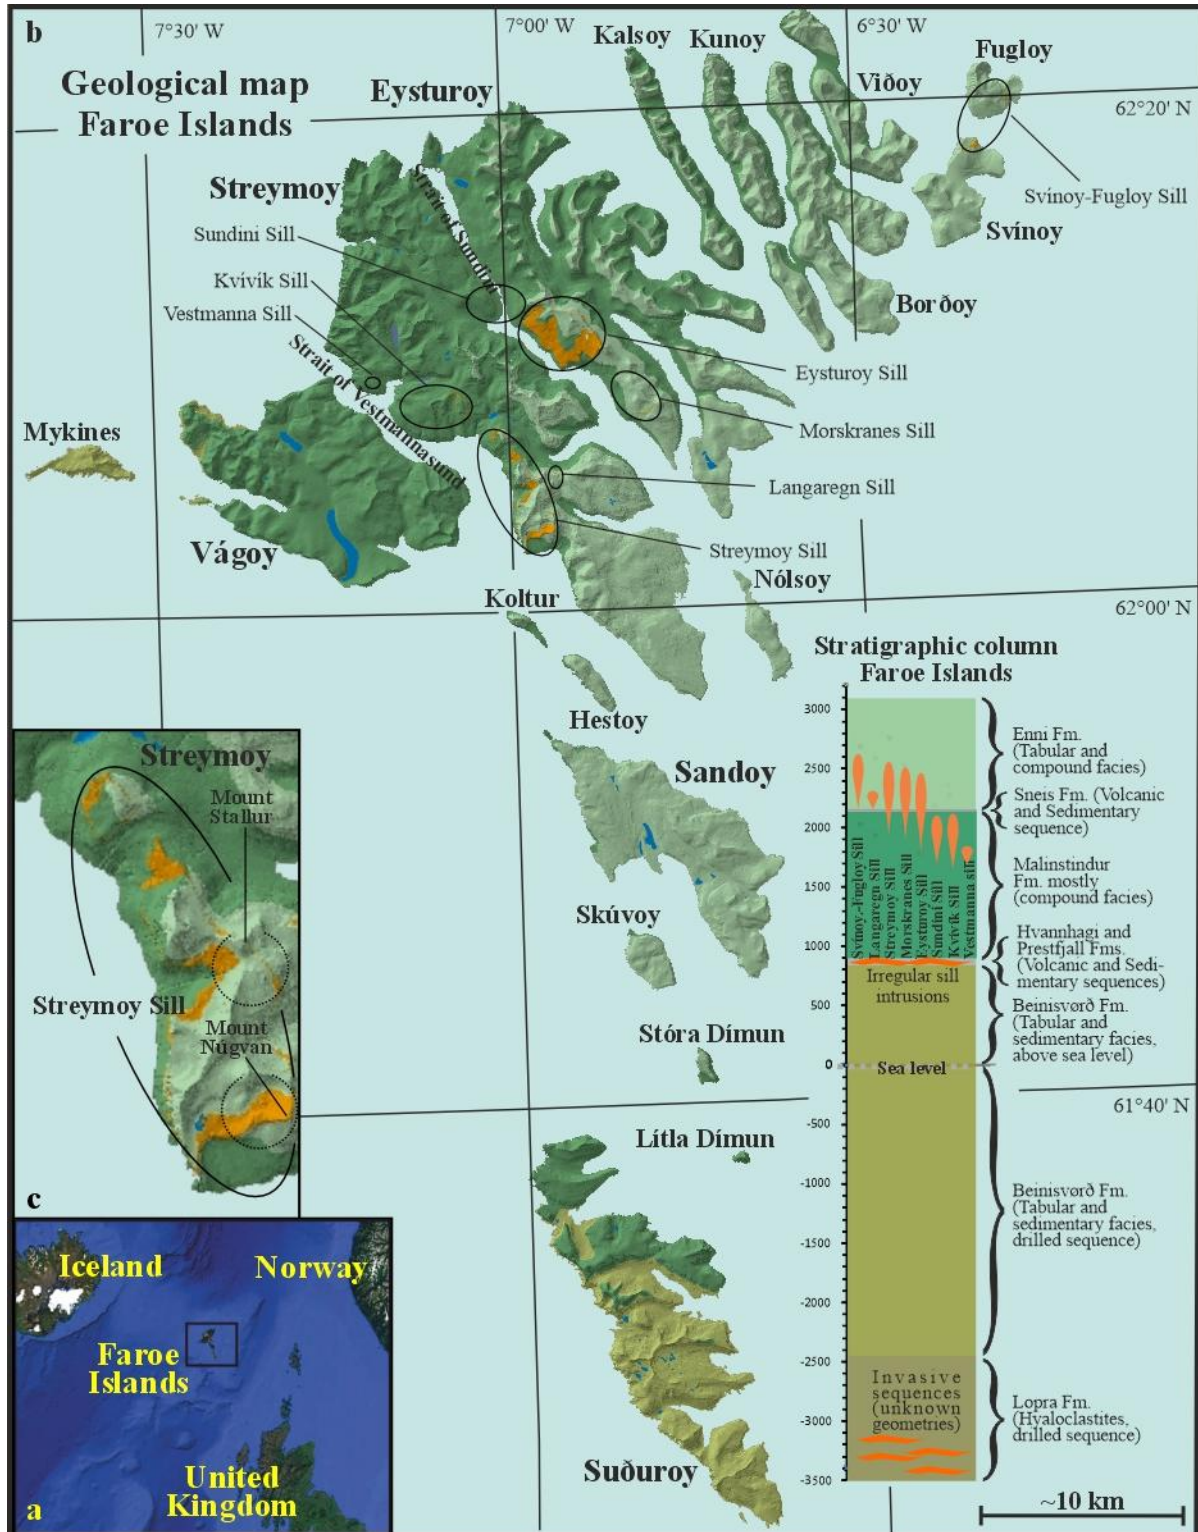 b
7°30' W
7°00' W
6°30' W
Geological map
Faroe Islands
Eysturoy
Kalsoy
Kunoy
Viðoy
Fugloy
62°20' N
Streymoy
Strait of Sundini
Svínoy-Fugloy Sill
Sundini Sill
Svínoy
Kvívík Sill
Vestmanna Sill
Borðoy
Strait of Vestmannasund
Eysturoy Sill
Mykines
Morskranes Sill
Langaregn Sill
Vágoy
Streymoy Sill
Nólsoy
Koltur
62°00' N
Hestoy
Sandoy
Skúvoy
Stóra Dímun
61°40' N
Lítla Dímun
Suðuroy
Stratigraphic column
Faroe Islands
3000
2500
2000
1500
1000
500
0
-500
-1000
-1500
-2000
-2500
-3000
-3500
Svínoy.-Fugloy Sill
Langaregn Sill
Streymoy Sill
Morskranes Sill
Eysturoy Sill
Sundini Sill
Kvívík Sill
Vestmanna sill
Irregular sill
intrusions
Sea level
Invasive
sequences
(unknown
geometries)
Enni Fm.
(Tabular and
compound facies)
Sneis Fm. (Volcanic
and Sedimentary
sequence)
Malinstindur
Fm. mostly
(compound facies)
Hvannhagi and
Prestfjall Fms.
(Volcanic and Sedi-
mentary sequences)
Beinisvørð Fm.
(Tabular and
sedimentary facies,
above sea level)
Beinisvørð Fm.
(Tabular and
sedimentary facies,
drilled sequence)
Lopra Fm.
(Hyaloclastites,
drilled sequence)
~10 km
Streymoy
Mount
Stallur
Streymoy Sill
Mount
Núgvan
c
Iceland
Norway
Faroe
Islands
United
Kingdom
a